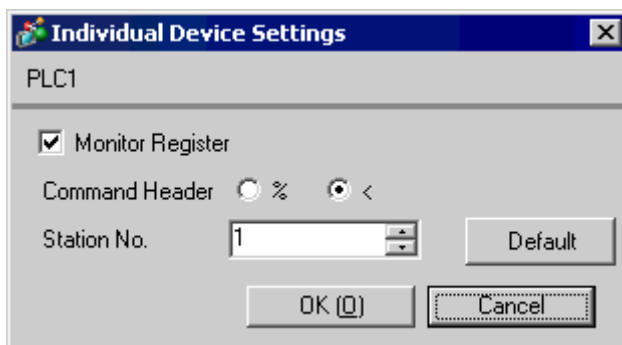 Individual Device Settings
PLC1
Monitor Register
Command Header % <
Station No. 1 Default
OK (O) Cancel